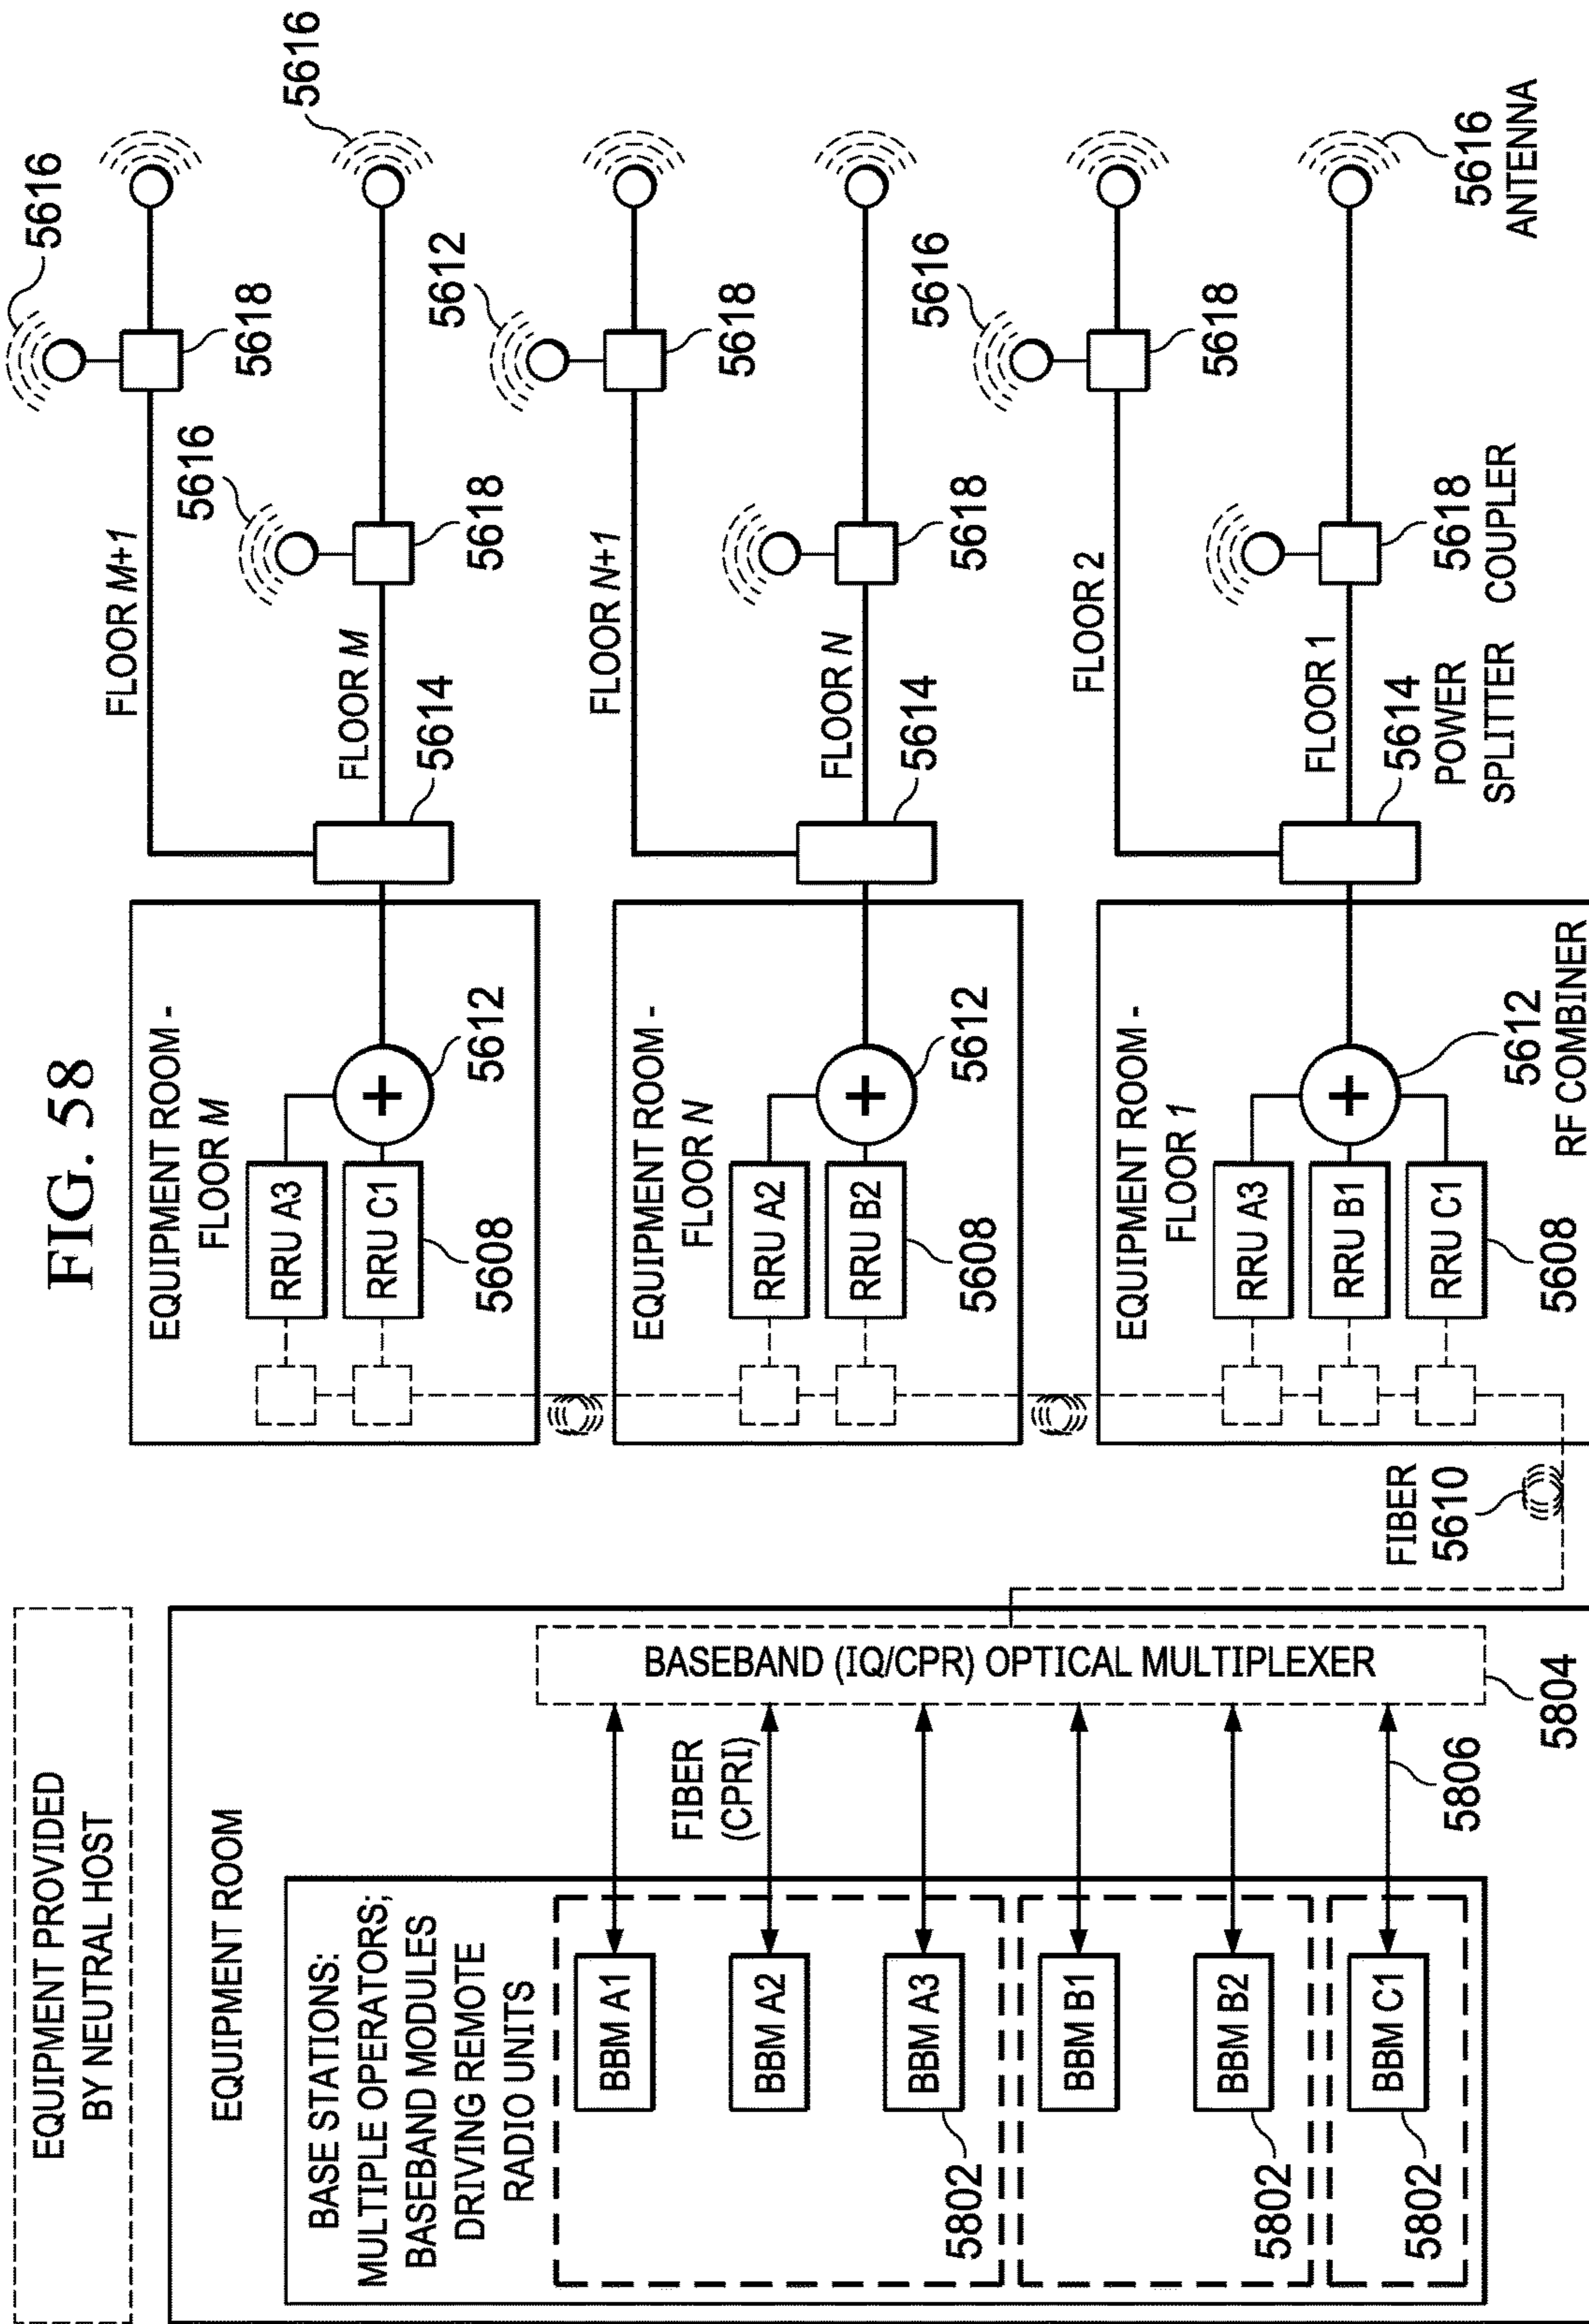 FIG. 58
EQUIPMENT PROVIDED
BY NEUTRAL HOST
EQUIPMENT ROOM
BASE STATIONS:
MULTIPLE OPERATORS;
BASEBAND MODULES
DRIVING REMOTE
RADIO UNITS
BBM A1
BBM A2
BBM A3
5802
BBM B1
BBM B2
5802
BBM C1
5802
FIBER
(CPRI)
5806
BASEBAND (IQ/CPR) OPTICAL MULTIPLEXER
5804
FIBER
5610
EQUIPMENT ROOM -
FLOOR M
RRU A3
RRU C1
5608
5612
5614
FLOOR M+1
FLOOR M
5616
5618
5616
5618
5616
EQUIPMENT ROOM -
FLOOR N
RRU A2
RRU B2
5608
5612
5614
FLOOR N+1
FLOOR N
5612
5618
5618
EQUIPMENT ROOM -
FLOOR 1
RRU A3
RRU B1
RRU C1
5608
5612
RF COMBINER
FLOOR 2
FLOOR 1
5614
POWER
SPLITTER
5616
5618
5618
COUPLER
5616
ANTENNA